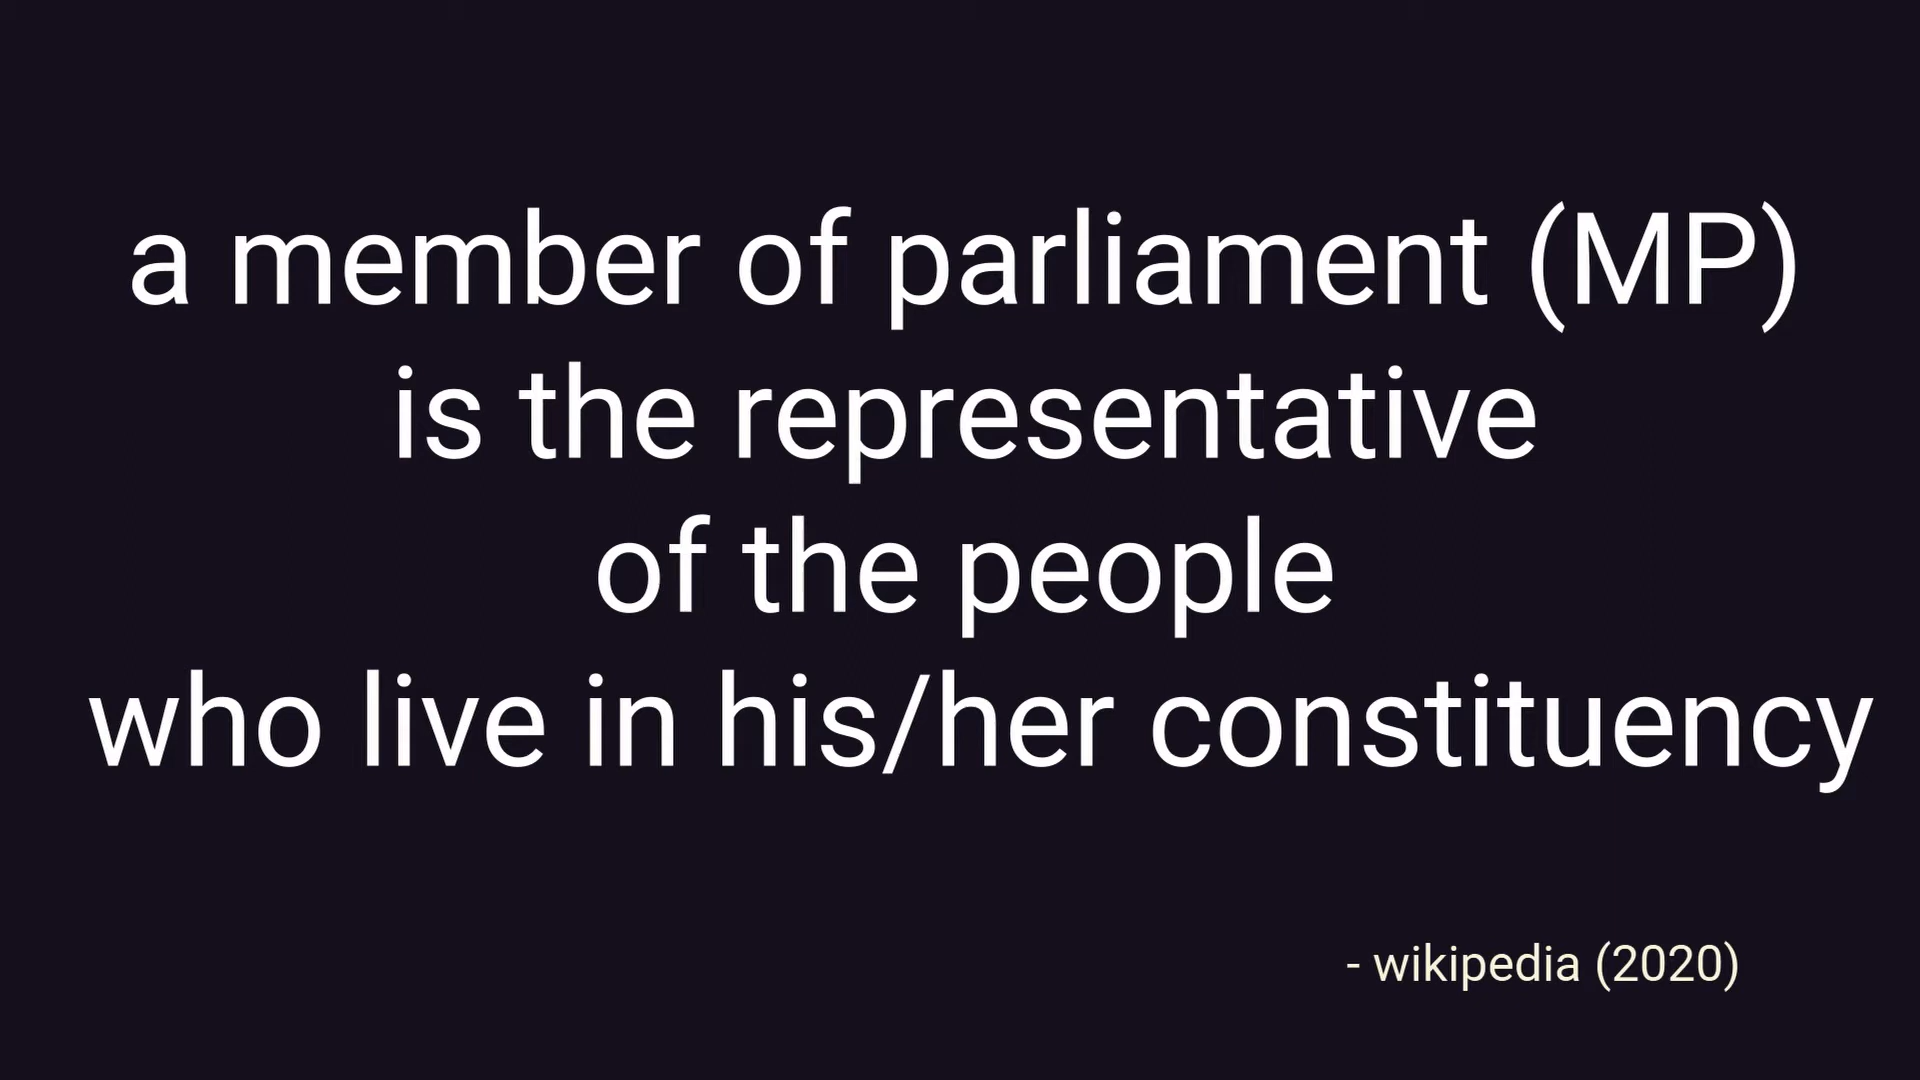 a member of parliament (MP)
is the representative
of the people
who live in his/her constituency
- wikipedia (2020)